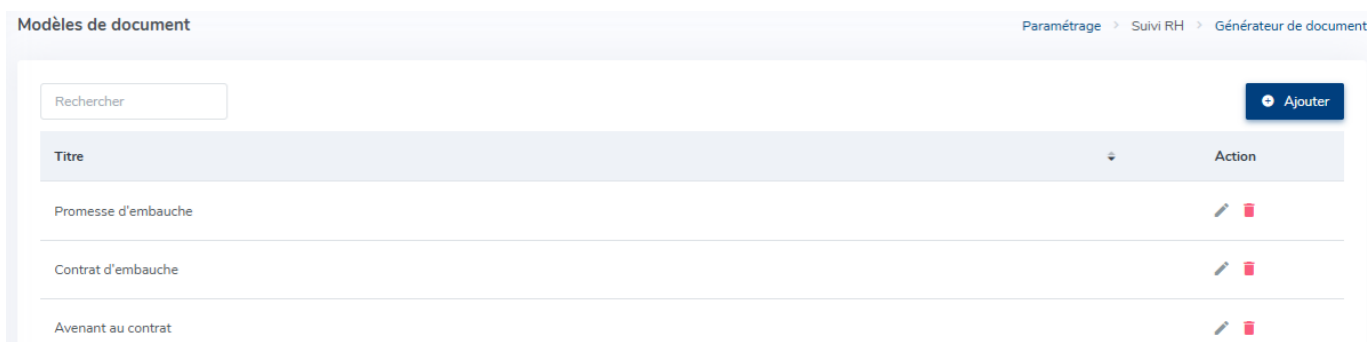 Modèles de document
Paramétrage > Suivi RH > Générateur de document
Rechercher
Ajouter
Titre Action
Promesse d'embauche
Contrat d'embauche
Avenant au contrat